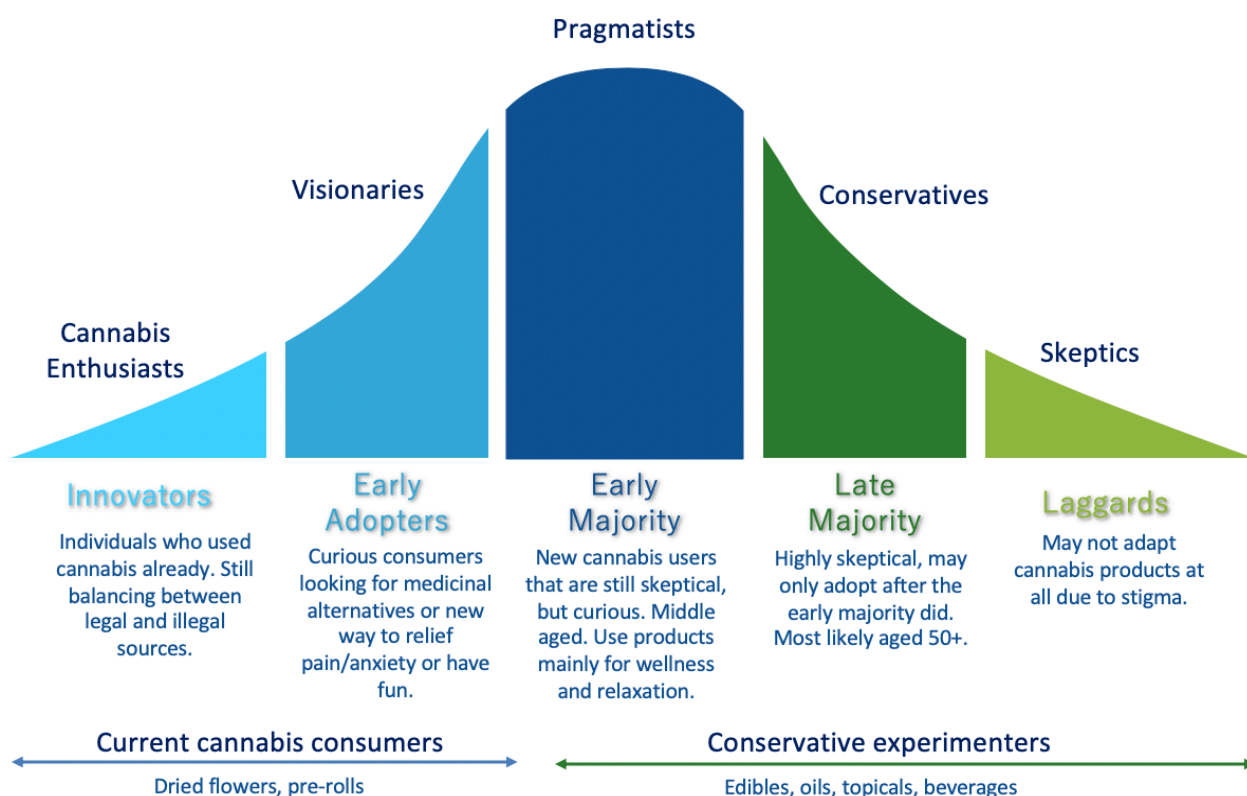 Pragmatists
Visionaries
Conservatives
Cannabis
Enthusiasts
Skeptics
Innovators
Individuals who used
cannabis already. Still
balancing between
legal and illegal
sources.
Early
Adopters
Curious consumers
looking for medicinal
alternatives or new
way to relief
pain/anxiety or have
fun.
Early
Majority
New cannabis users
that are still skeptical,
but curious. Middle
aged. Use products
mainly for wellness
and relaxation.
Late
Majority
Highly skeptical, may
only adopt after the
early majority did.
Most likely aged 50+.
Laggards
May not adapt
cannabis products at
all due to stigma.
Current cannabis consumers
Dried flowers, pre-rolls
Conservative experimenters
Edibles, oils, topicals, beverages